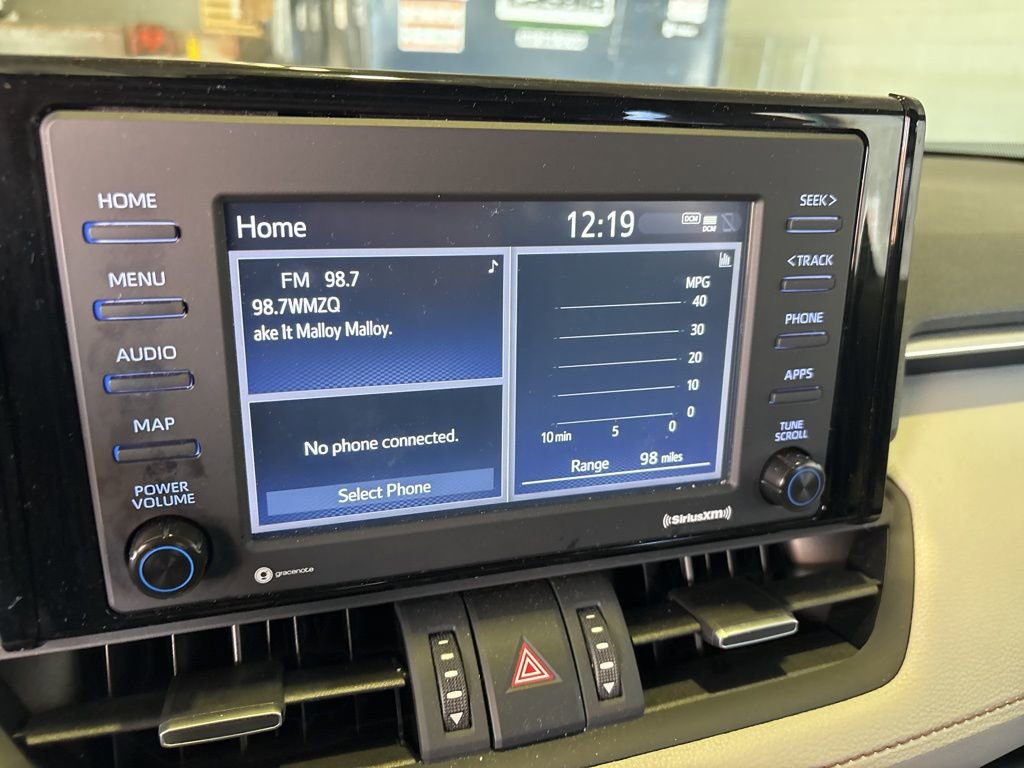 HOME
MENU
AUDIO
MAP
POWER
VOLUME
Home
12:19
DCM
DCM
FM 98.7
98.7WMZQ
ake It Malloy Malloy.
No phone connected.
Select Phone
MPG
40
30
20
10
0
10 min 5 0
Range 98 miles
SEEK>
<TRACK
PHONE
APPS
TUNE
SCROLL
gracenote
((SiriusXM))